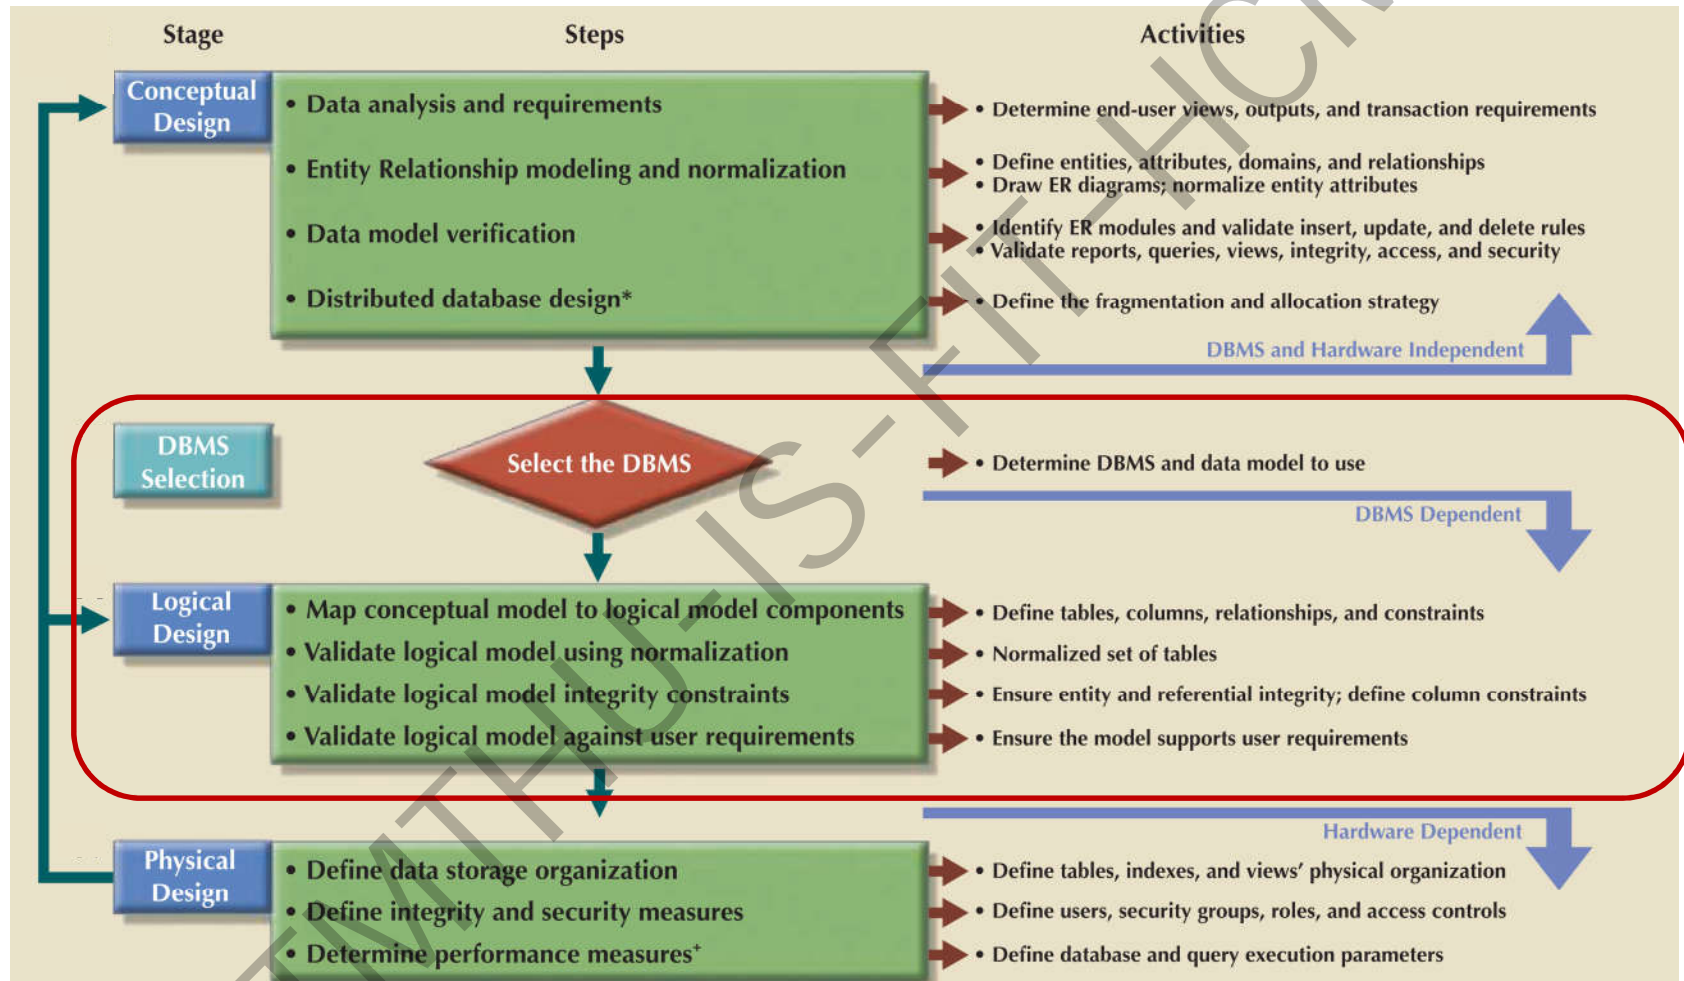 Stage Steps Activities
Conceptual
Design
• Data analysis and requirements
• Determine end-user views, outputs, and transaction requirements
• Entity Relationship modeling and normalization
• Define entities, attributes, domains, and relationships
• Draw ER diagrams; normalize entity attributes
• Data model verification
• Identify ER modules and validate insert, update, and delete rules
• Validate reports, queries, views, integrity, access, and security
• Distributed database design*
• Define the fragmentation and allocation strategy
DBMS and Hardware Independent
DBMS
Selection
Select the DBMS
• Determine DBMS and data model to use
DBMS Dependent
Logical
Design
• Map conceptual model to logical model components
• Define tables, columns, relationships, and constraints
• Validate logical model using normalization
• Normalized set of tables
• Validate logical model integrity constraints
• Ensure entity and referential integrity; define column constraints
• Validate logical model against user requirements
• Ensure the model supports user requirements
Hardware Dependent
Physical
Design
• Define data storage organization
• Define tables, indexes, and views’ physical organization
• Define integrity and security measures
• Define users, security groups, roles, and access controls
• Determine performance measures+
• Define database and query execution parameters